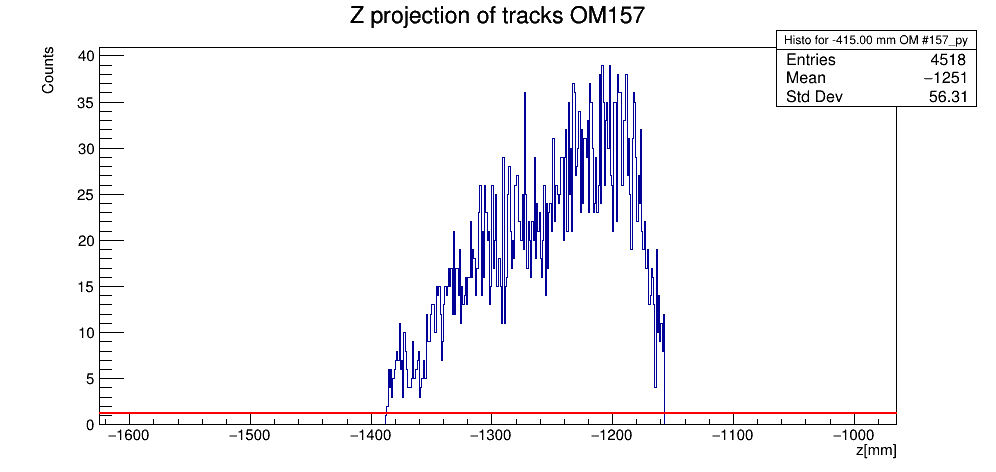 Z projection of tracks OM157
Histo for -415.00 mm OM #157_py
Entries 4518
Mean −1251
Std Dev 56.31
Counts
40
35
30
25
20
15
10
5
0
−1600 −1500 −1400 −1300 −1200 −1100 −1000
z[mm]